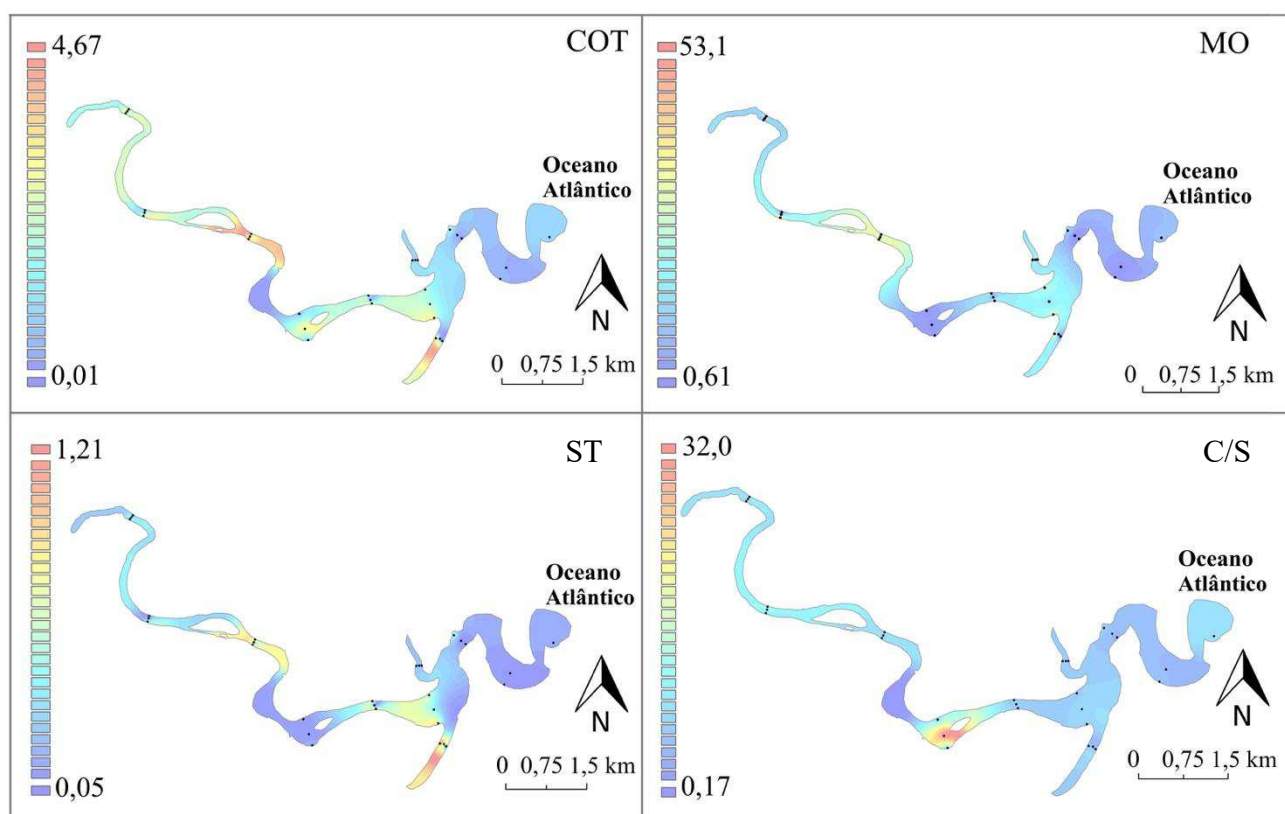 4,67
COT
Oceano
Atlântico
N
0 0,75 1,5 km
0,01
53,1
MO
Oceano
Atlântico
N
0 0,75 1,5 km
0,61
1,21
ST
Oceano
Atlântico
N
0 0,75 1,5 km
0,05
32,0
C/S
Oceano
Atlântico
N
0 0,75 1,5 km
0,17